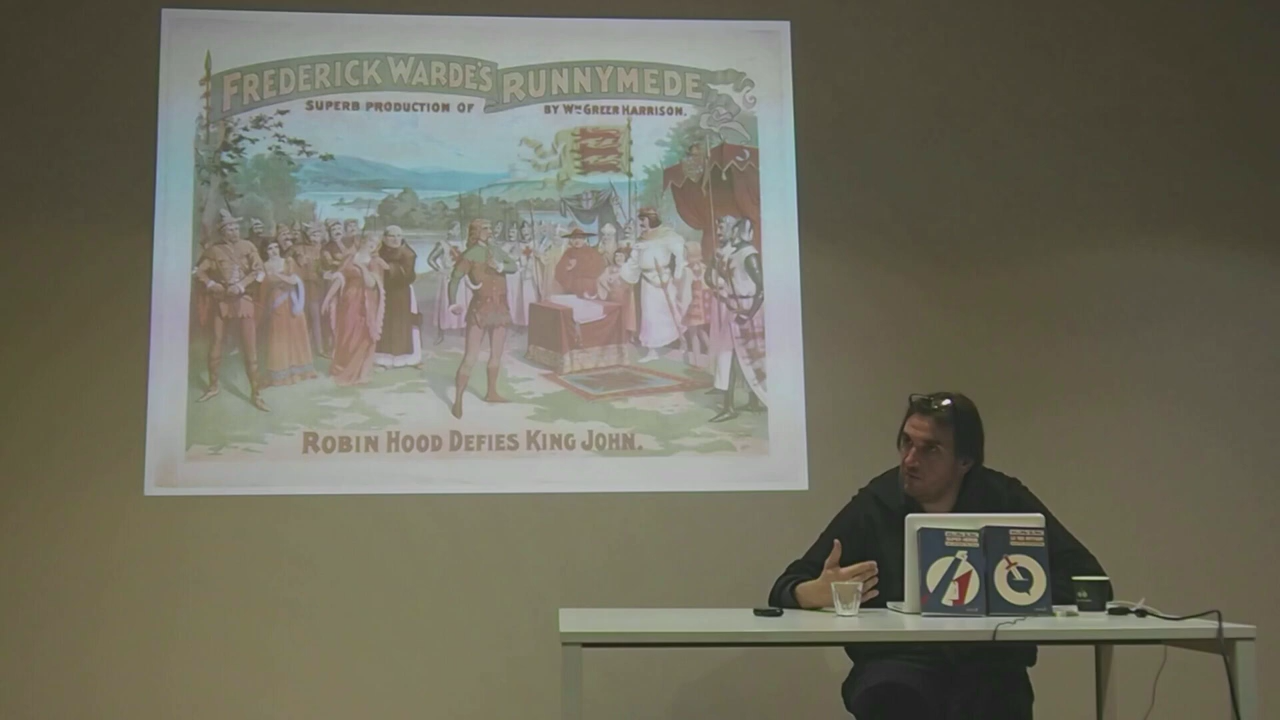 FREDERICK WARDE'S RUNNYMEDE
SUPERB PRODUCTION OF BY WM GREER HARRISON.
ROBIN HOOD DEFIES KING JOHN.